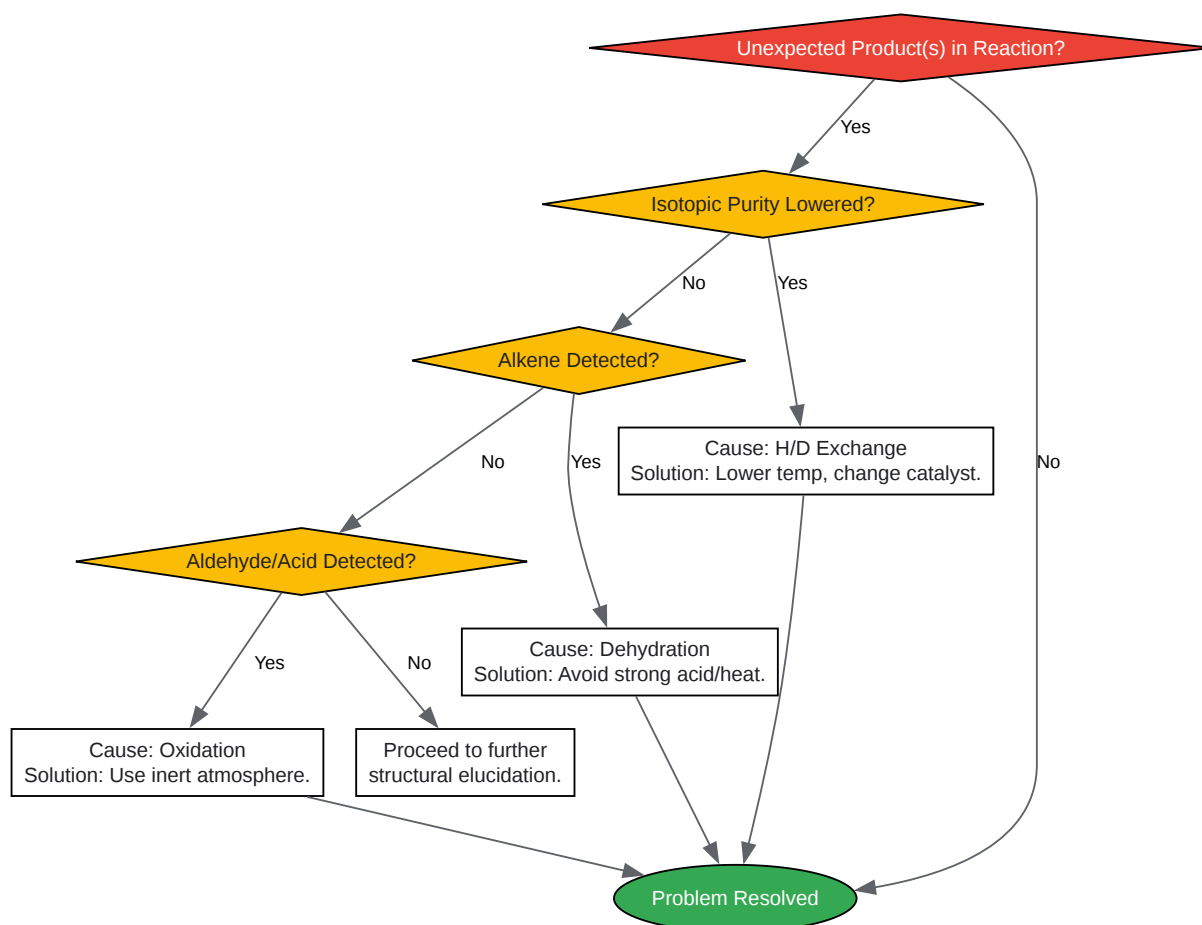 Unexpected Product(s) in Reaction?
Yes
Isotopic Purity Lowered?
No
Yes
Alkene Detected?
Cause: H/D Exchange
Solution: Lower temp, change catalyst.
No
Yes
No
Aldehyde/Acid Detected?
Cause: Dehydration
Solution: Avoid strong acid/heat.
Yes
No
Cause: Oxidation
Solution: Use inert atmosphere.
Proceed to further
structural elucidation.
Problem Resolved